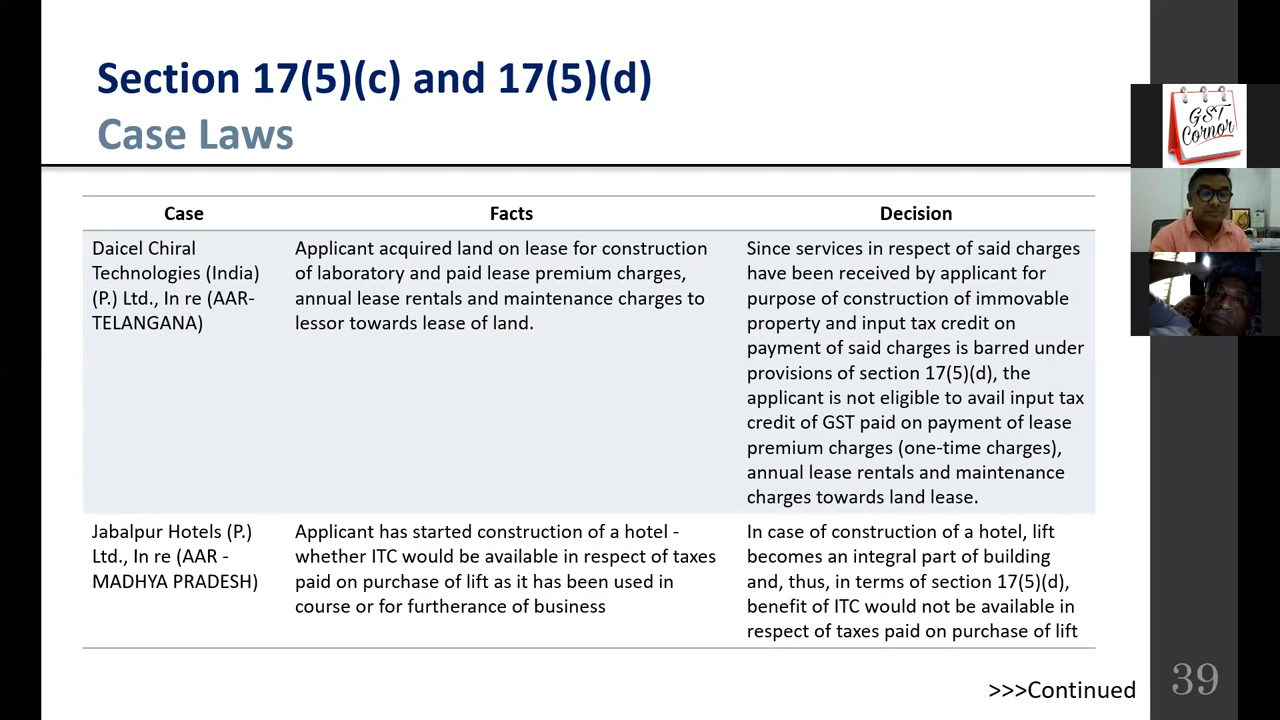 Section 17(5)(c) and 17(5)(d)
Case Laws
GST
Cornor
Case
Facts
Decision
Daicel Chiral
Technologies (India)
(P.) Ltd., In re (AAR-
TELANGANA)
Applicant acquired land on lease for construction
of laboratory and paid lease premium charges,
annual lease rentals and maintenance charges to
lessor towards lease of land.
Since services in respect of said charges
have been received by applicant for
purpose of construction of immovable
property and input tax credit on
payment of said charges is barred under
provisions of section 17(5)(d), the
applicant is not eligible to avail input tax
credit of GST paid on payment of lease
premium charges (one-time charges),
annual lease rentals and maintenance
charges towards land lease.
Jabalpur Hotels (P.)
Ltd., In re (AAR -
MADHYA PRADESH)
Applicant has started construction of a hotel -
whether ITC would be available in respect of taxes
paid on purchase of lift as it has been used in
course or for furtherance of business
In case of construction of a hotel, lift
becomes an integral part of building
and, thus, in terms of section 17(5)(d),
benefit of ITC would not be available in
respect of taxes paid on purchase of lift
>>>Continued
39